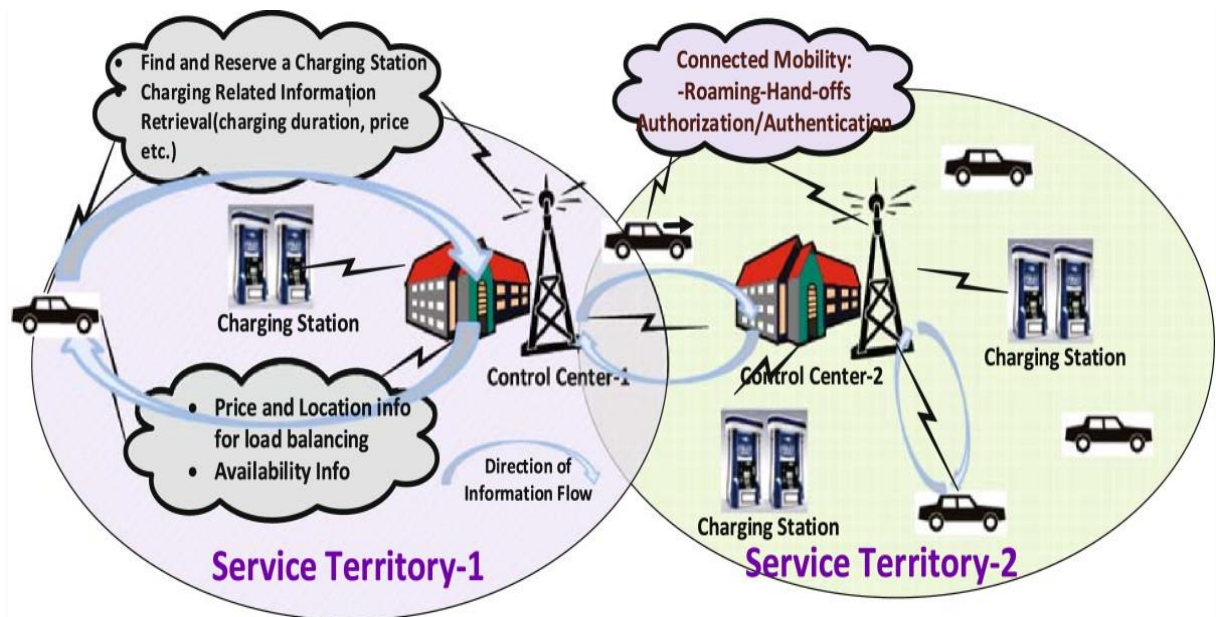 • Find and Reserve a Charging Station
• Charging Related Information
Retrieval(charging duration, price
etc.)
Connected Mobility:
-Roaming-Hand-offs
Authorization/Authentication
Charging Station
Control Center-1
• Price and Location info
for load balancing
• Availability Info
Direction of
Information Flow
Service Territory-1
Control Center-2
Charging Station
Charging Station
Service Territory-2